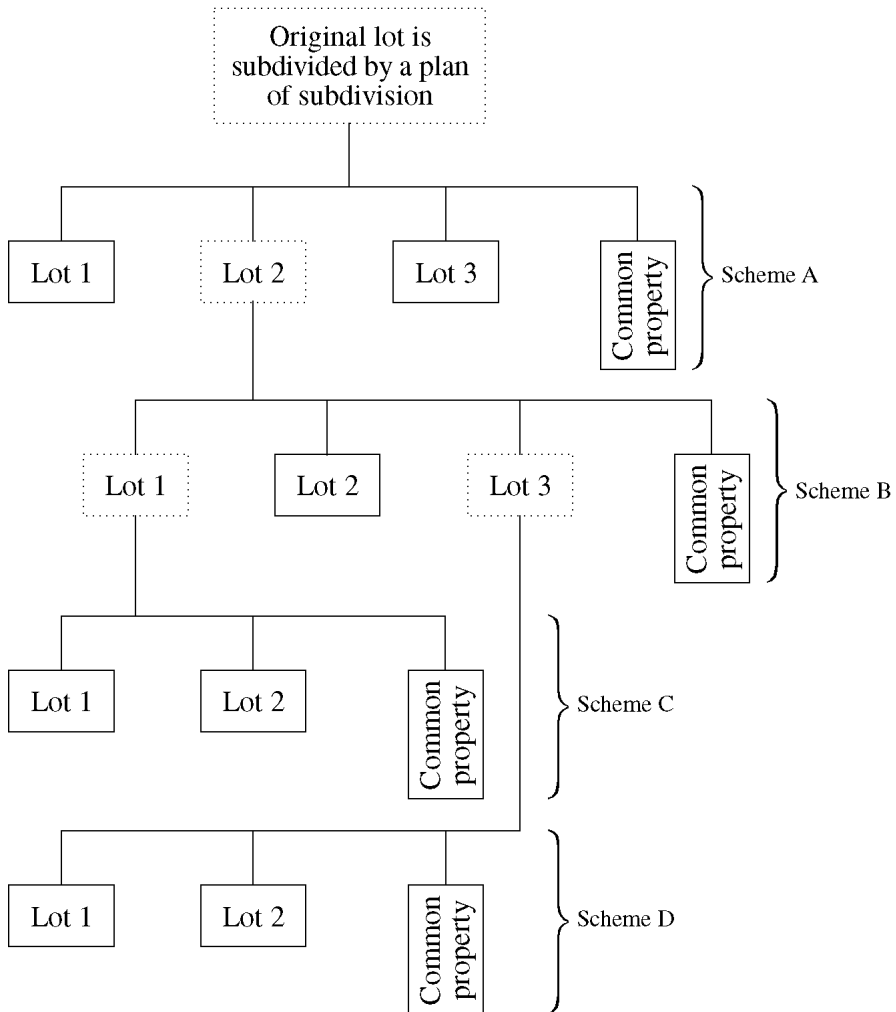 Original lot is
subdivided by a plan
of subdivision
Lot 1
Lot 2
Lot 3
Common
property
Scheme A
Lot 1
Lot 2
Lot 3
Common
property
Scheme B
Lot 1
Lot 2
Common
property
Scheme C
Lot 1
Lot 2
Common
property
Scheme D